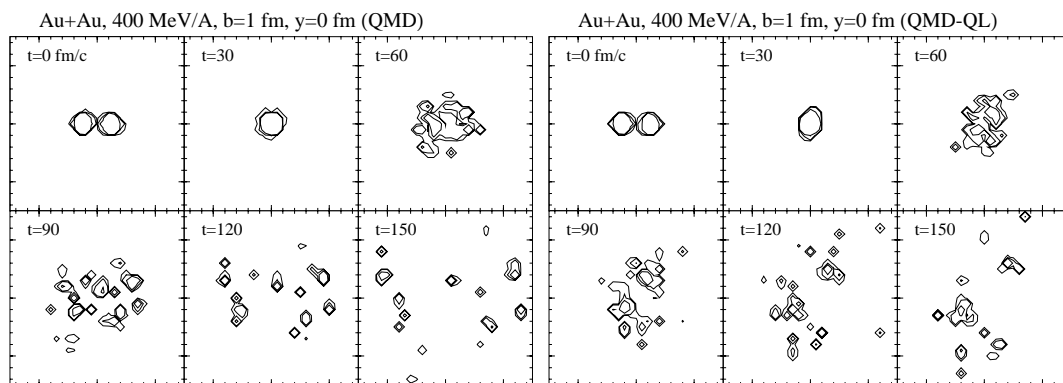 Au+Au, 400 MeV/A, b=1 fm, y=0 fm (QMD)
t=0 fm/c
t=30
t=60
t=90
t=120
t=150
Au+Au, 400 MeV/A, b=1 fm, y=0 fm (QMD-QL)
t=0 fm/c
t=30
t=60
t=90
t=120
t=150